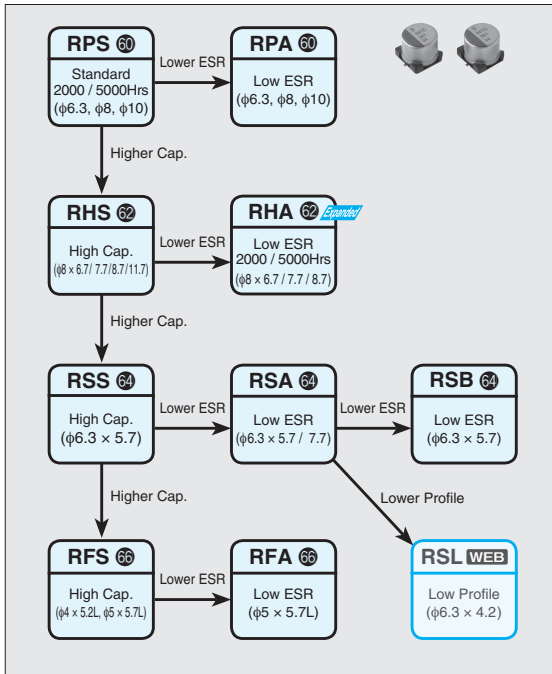 RPS 60
Standard
2000 / 5000Hrs
(φ6.3, φ8, φ10)
Lower ESR
RPA 60
Low ESR
(φ6.3, φ8, φ10)
Higher Cap.
RHS 62
High Cap.
(φ8 × 6.7/ 7.7/8.7/11.7)
Lower ESR
RHA 62 Expanded
Low ESR
2000 / 5000Hrs
(φ8 × 6.7 / 7.7 / 8.7)
Higher Cap.
RSS 64
High Cap.
(φ6.3 × 5.7)
Lower ESR
RSA 64
Low ESR
(φ6.3 × 5.7 / 7.7)
Lower ESR
RSB 64
Low ESR
(φ6.3 × 5.7)
Higher Cap.
Lower Profile
RFS 66
High Cap.
(φ4 × 5.2L, φ5 × 5.7L)
Lower ESR
RFA 66
Low ESR
(φ5 × 5.7L)
RSL WEB
Low Profile
(φ6.3 × 4.2)